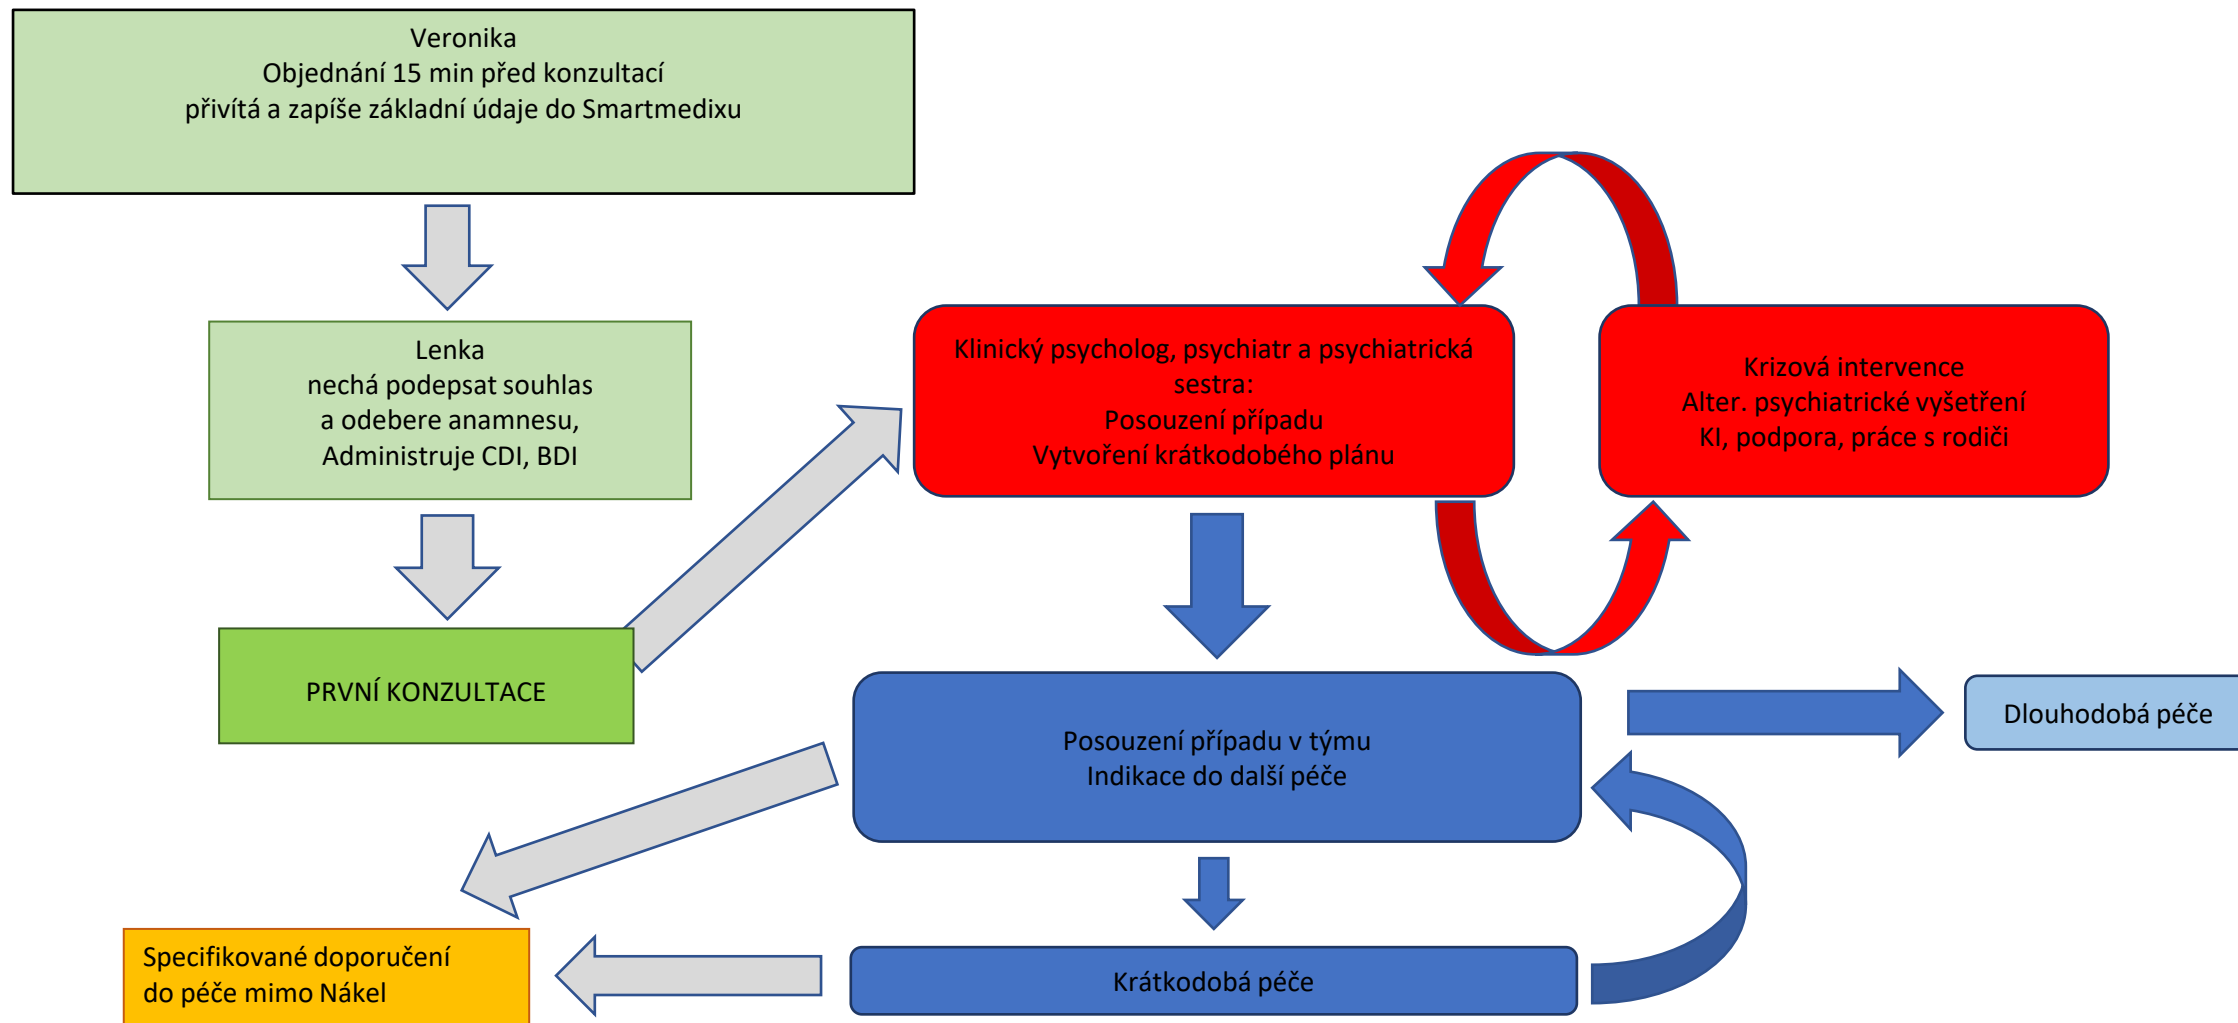 Veronika
Objednání 15 min před konzultací
přivítá a zapíše základní údaje do Smartmedixu
Lenka
nechá podepsat souhlas
a odebere anamnesu,
Administruje CDI, BDI
PRVNÍ KONZULTACE
Klinický psycholog, psychiatr a psychiatrická
sestra:
Posouzení případu
Vytvoření krátkodobého plánu
Krizová intervence
Alter. psychiatrické vyšetření
KI, podpora, práce s rodiči
Posouzení případu v týmu
Indikace do další péče
Dlouhodobá péče
Specifikované doporučení
do péče mimo Nákel
Krátkodobá péče